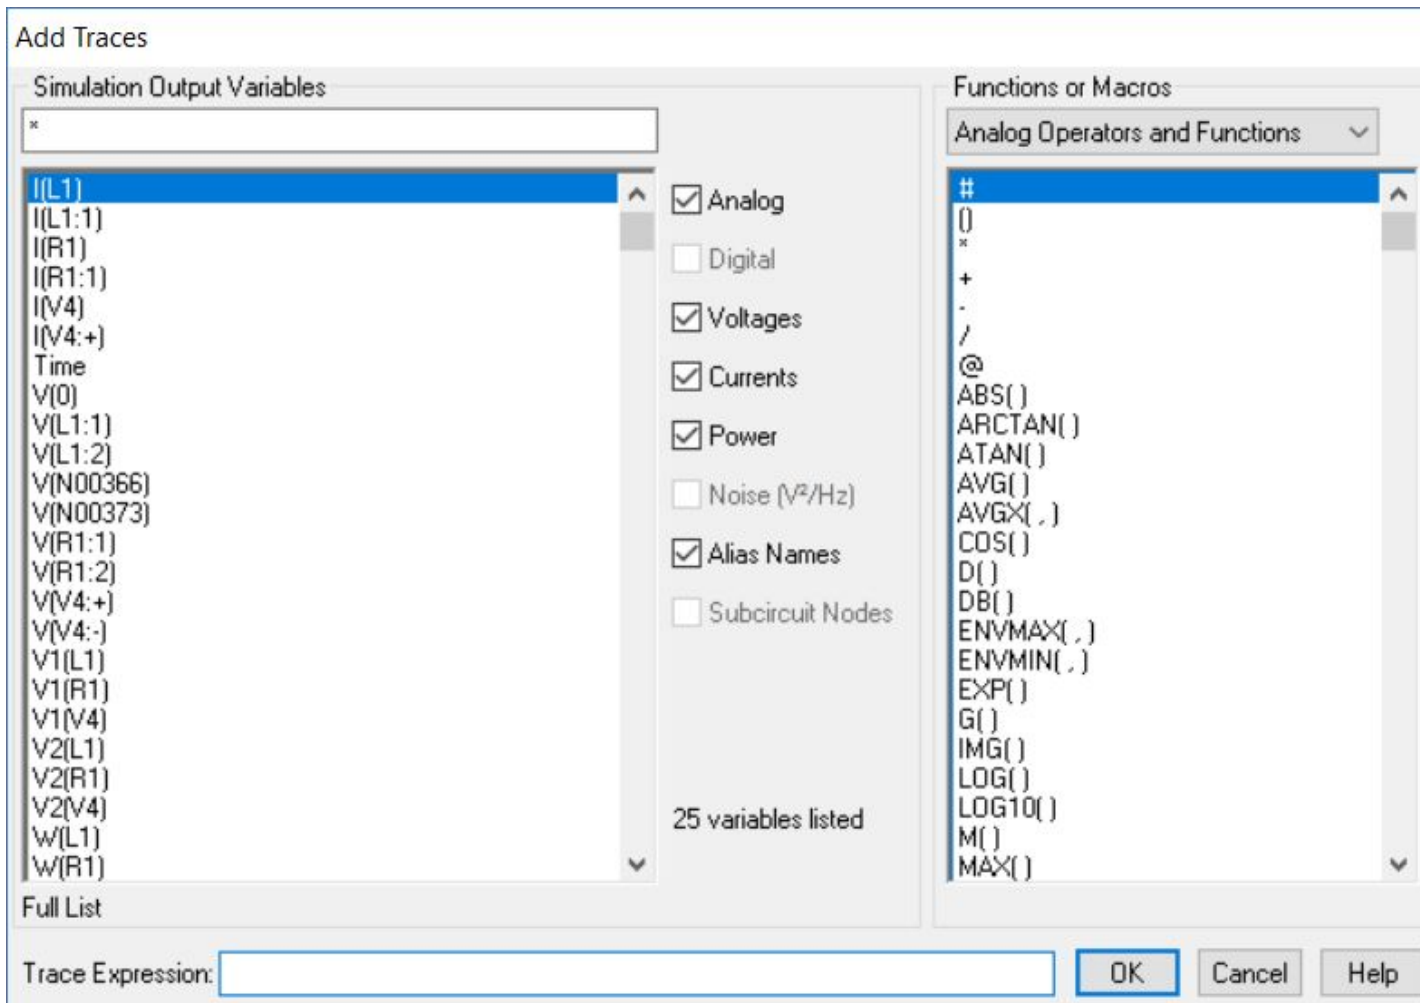 Add Traces
Simulation Output Variables
*
I(L1)
I(L1:1)
I(R1)
I(R1:1)
I(V4)
I(V4:+)
Time
V(0)
V(L1:1)
V(L1:2)
V(N00366)
V(N00373)
V(R1:1)
V(R1:2)
V(V4:+)
V(V4:-)
V1(L1)
V1(R1)
V1(V4)
V2(L1)
V2(R1)
V2(V4)
W(L1)
W(R1)
Full List
Analog
Digital
Voltages
Currents
Power
Noise (V²/Hz)
Alias Names
Subcircuit Nodes
25 variables listed
Functions or Macros
Analog Operators and Functions
#
()
*
+
-
/
@
ABS( )
ARCTAN( )
ATAN( )
AVG( )
AVGX( , )
COS( )
D( )
DB( )
ENVMAX( , )
ENVMIN( , )
EXP( )
G( )
IMG( )
LOG( )
LOG10( )
M( )
MAX( )
Trace Expression:
OK
Cancel
Help